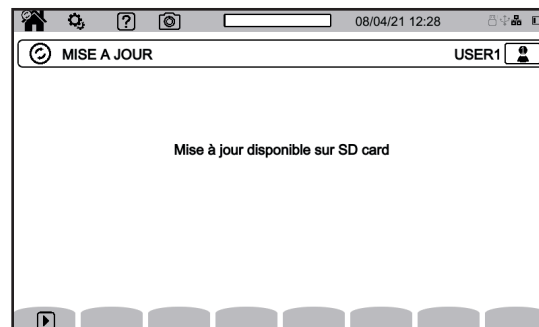 ? 08/04/21 12:28
MISE A JOUR USER1
Mise à jour disponible sur SD card